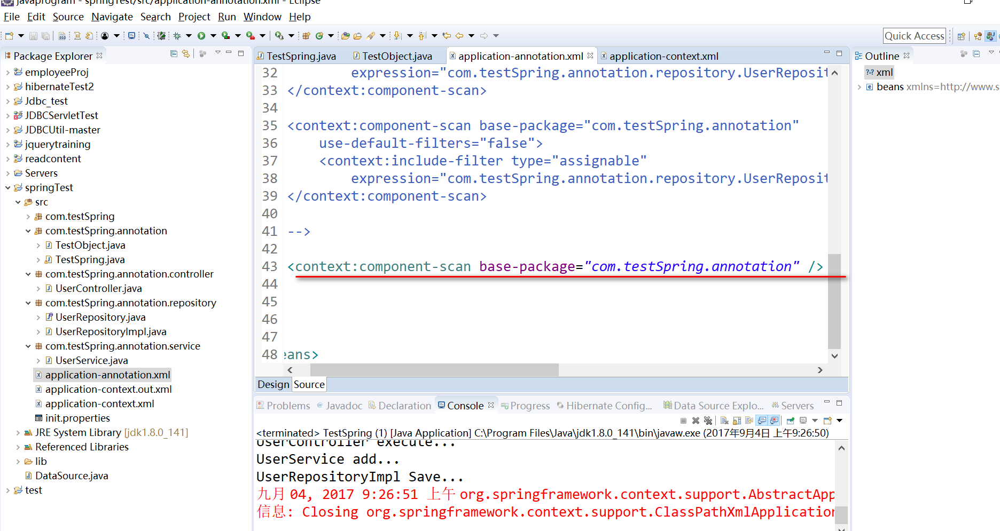 javaprogram - springTest/src/application-annotation.xml - Eclipse
File Edit Source Navigate Search Project Run Window Help
Quick Access
Package Explorer
employeeProj
hibernateTest2
Jdbc_test
JDBCServletTest
JDBCUtil-master
jquerytraining
readcontent
Servers
springTest
src
com.testSpring
com.testSpring.annotation
TestObject.java
TestSpring.java
com.testSpring.annotation.controller
UserController.java
com.testSpring.annotation.repository
UserRepository.java
UserRepositoryImpl.java
com.testSpring.annotation.service
UserService.java
application-annotation.xml
application-context.out.xml
application-context.xml
init.properties
JRE System Library [jdk1.8.0_141]
Referenced Libraries
lib
DataSource.java
test
TestSpring.java TestObject.java application-annotation.xml application-context.xml
32 expression="com.testSpring.annotation.repository.UserReposit
33 </context:component-scan>
34
35 <context:component-scan base-package="com.testSpring.annotation"
36 use-default-filters="false">
37 <context:include-filter type="assignable"
38 expression="com.testSpring.annotation.repository.UserReposit
39 </context:component-scan>
40
41 -->
42
43 <context:component-scan base-package="com.testSpring.annotation" />
44
45
46
47
48 eans>
Design Source
Outline
?=? xml
e beans xmlns=http://www.s
Problems @ Javadoc Declaration Console Progress Hibernate Config... Data Source Explo... Servers
<terminated> TestSpring (1) [Java Application] C:\Program Files\Java\jdk1.8.0_141\bin\javaw.exe (2017年9月4日 上午9:26:50)
UserController execute...
UserService add...
UserRepositoryImpl Save...
九月 04, 2017 9:26:51 上午 org.springframework.context.support.AbstractApp
信息: Closing org.springframework.context.support.ClassPathXmlApplication